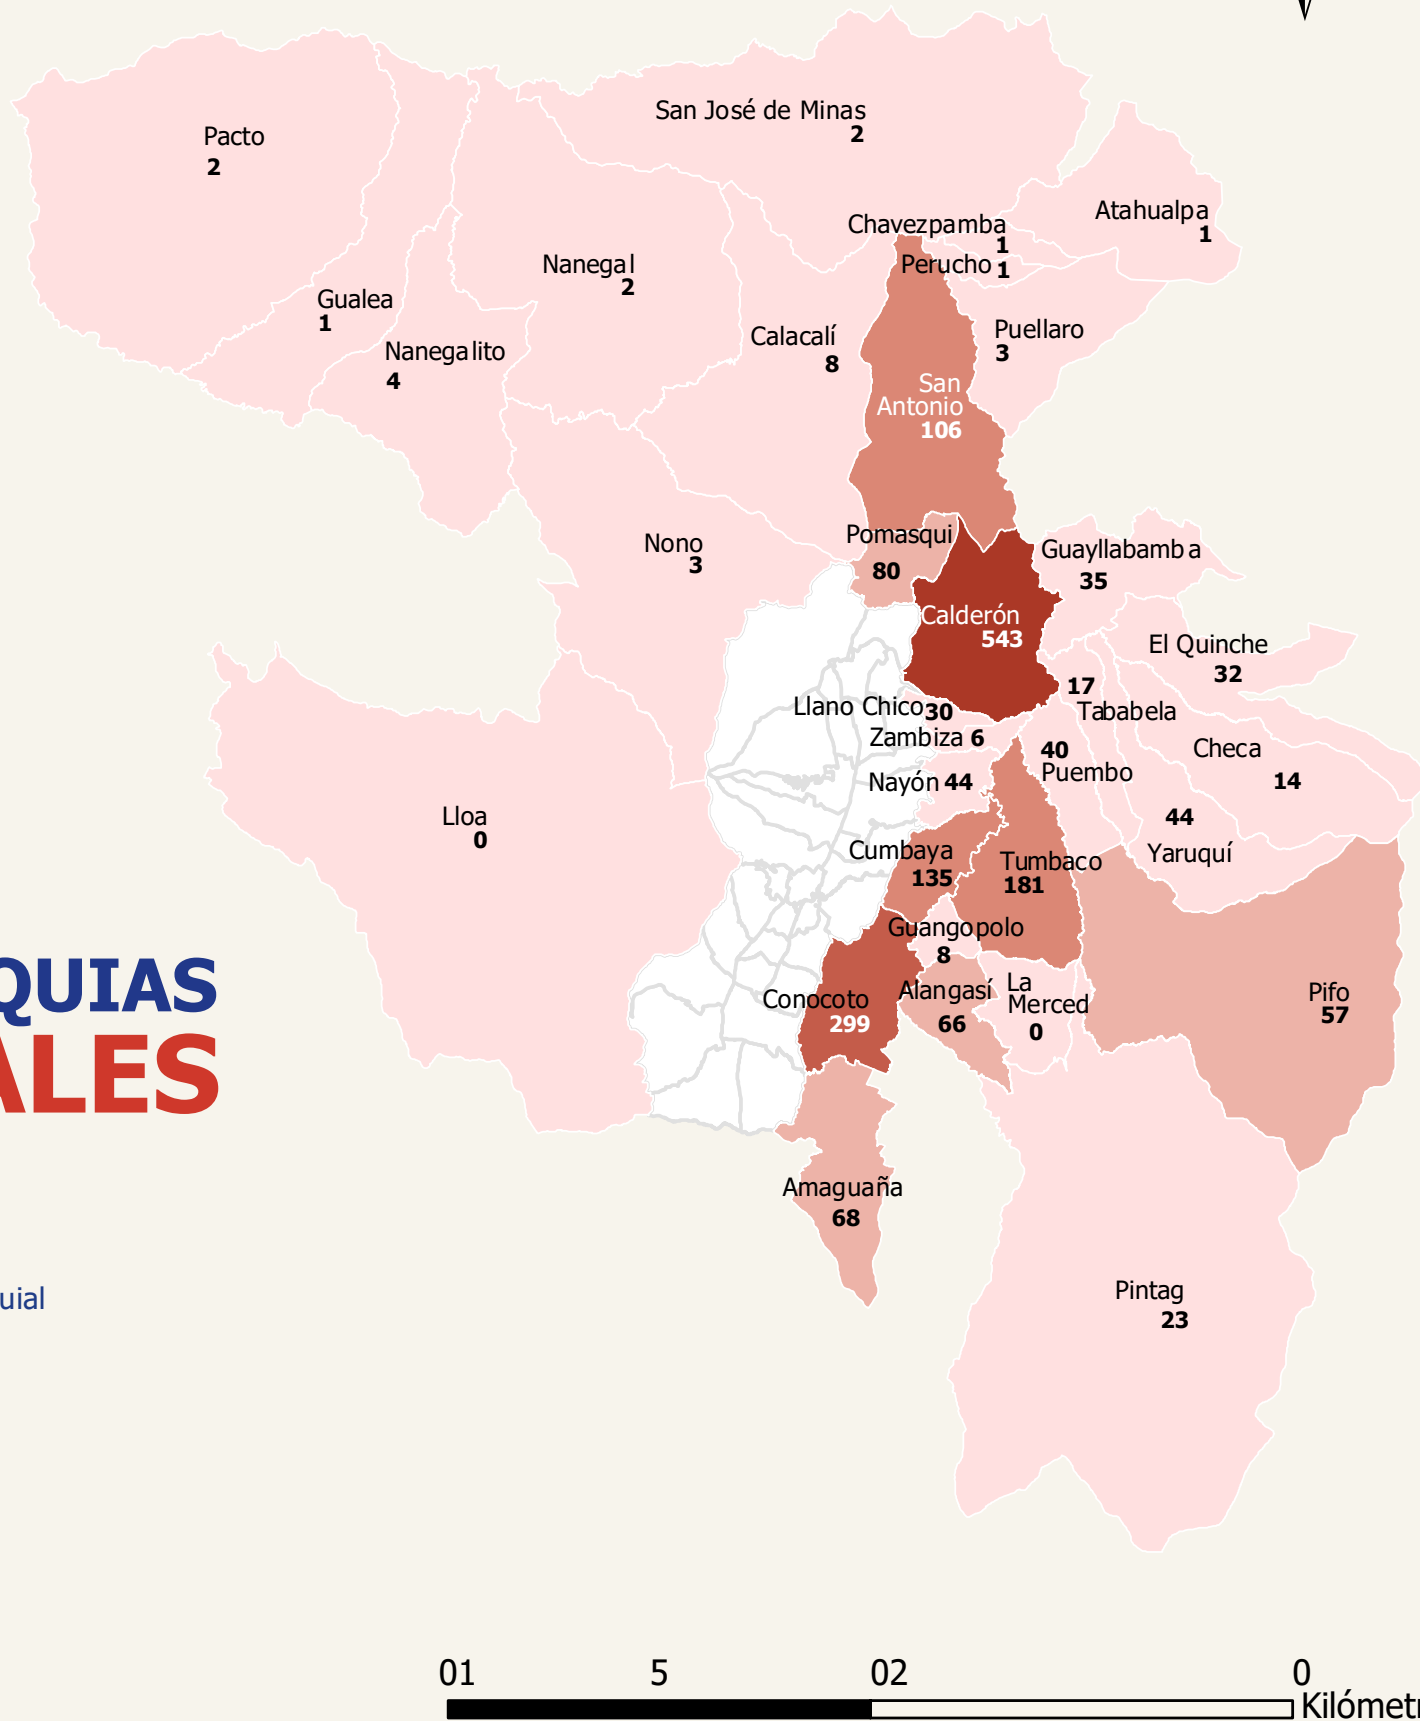 San José de Minas
2
Pacto
2
Atahualpa
1
Chavezpamba
1
Perucho 1
Nanegal
2
Gualea
1
Nanegalito
4
Calacalí
8
Puellaro
3
San
Antonio
106
Nono
3
Pomasqui
80
Guayllabamba
35
Calderón
543
El Quinche
32
17
Tababela
Llano Chico 30
Zambiza 6
40
Puembo
Checa
14
Nayón 44
Lloa
0
44
Yaruquí
Cumbaya
135
Tumbaco
181
Guangopolo
8
Alangasí
66
La
Merced
0
Conocoto
299
Pifo
57
QUIAS
ALES
Amaguaña
68
uial
Pintag
23
01 5 02 0
Kilómetr